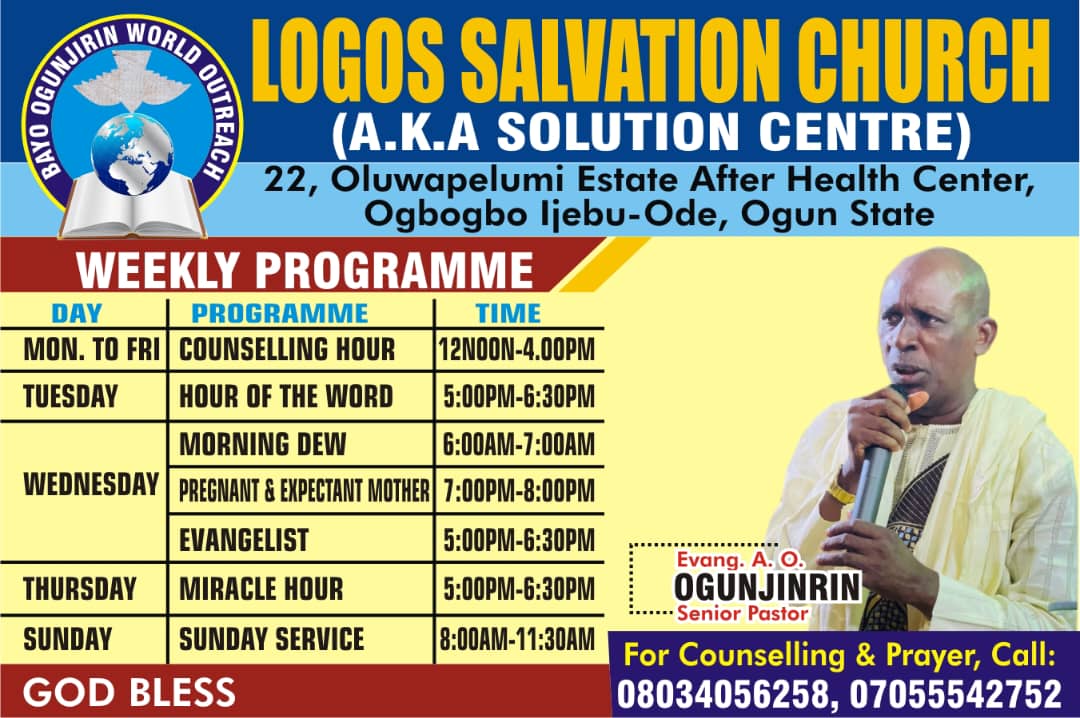 BAYO OGUNJIRIN WORLD OUTREACH
LOGOS SALVATION CHURCH
(A.K.A SOLUTION CENTRE)
22, Oluwapelumi Estate After Health Center,
Ogbogbo Ijebu-Ode, Ogun State
WEEKLY PROGRAMME
DAY PROGRAMME TIME
MON. TO FRI COUNSELLING HOUR 12NOON-4.00PM
TUESDAY HOUR OF THE WORD 5:00PM-6:30PM
WEDNESDAY MORNING DEW 6:00AM-7:00AM
PREGNANT & EXPECTANT MOTHER 7:00PM-8:00PM
EVANGELIST 5:00PM-6:30PM
THURSDAY MIRACLE HOUR 5:00PM-6:30PM
SUNDAY SUNDAY SERVICE 8:00AM-11:30AM
GOD BLESS
Evang. A. O.
OGUNJINRIN
Senior Pastor
For Counselling & Prayer, Call:
08034056258, 07055542752